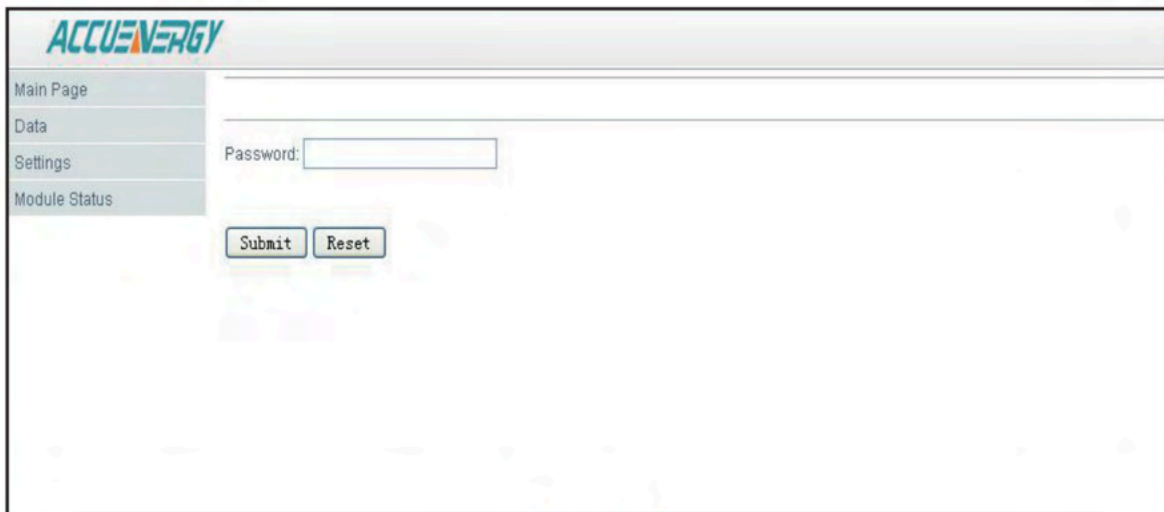 ACCUENERGY
Main Page
Data
Settings
Module Status
Password:
Submit Reset